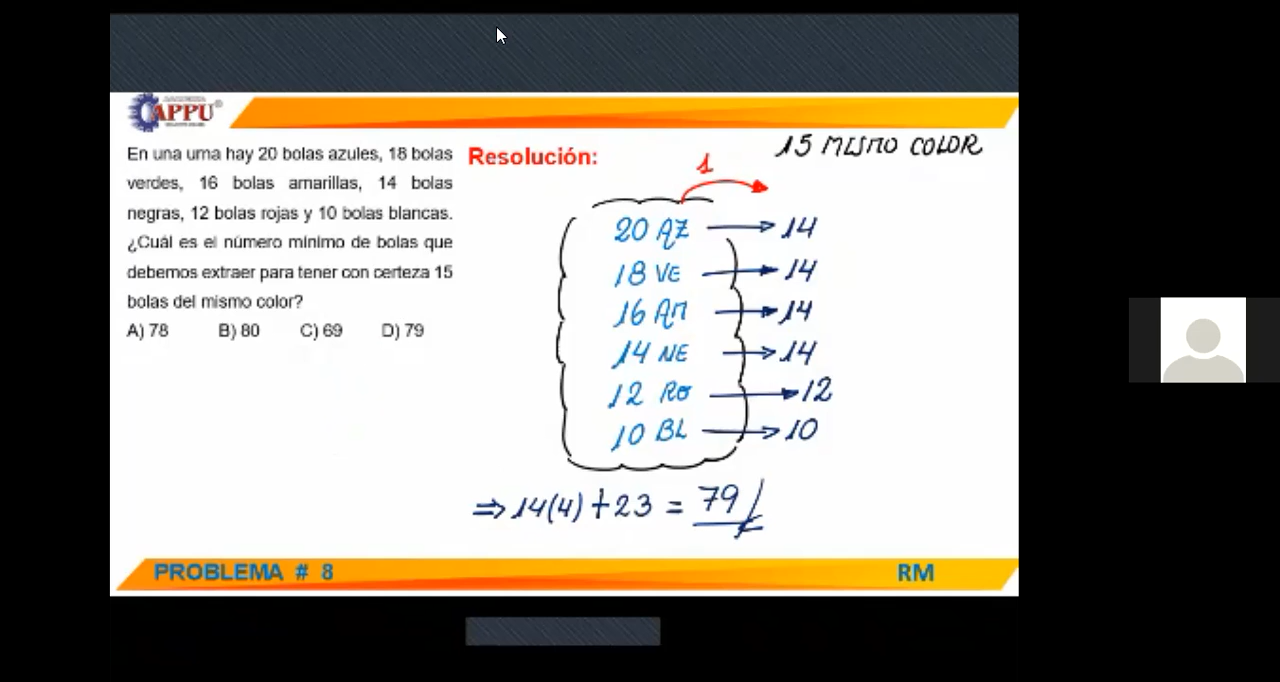 APPU
En una urna hay 20 bolas azules, 18 bolas
verdes, 16 bolas amarillas, 14 bolas
negras, 12 bolas rojas y 10 bolas blancas.
¿Cuál es el número mínimo de bolas que
debemos extraer para tener con certeza 15
bolas del mismo color?
A) 78 B) 80 C) 69 D) 79
Resolución:
15 MISMO COLOR
1
20 AZ → 14
18 VE → 14
16 AM → 14
14 NE → 14
12 RO → 12
10 BL → 10
⇒ 14(4) + 23 = 79
PROBLEMA # 8
RM